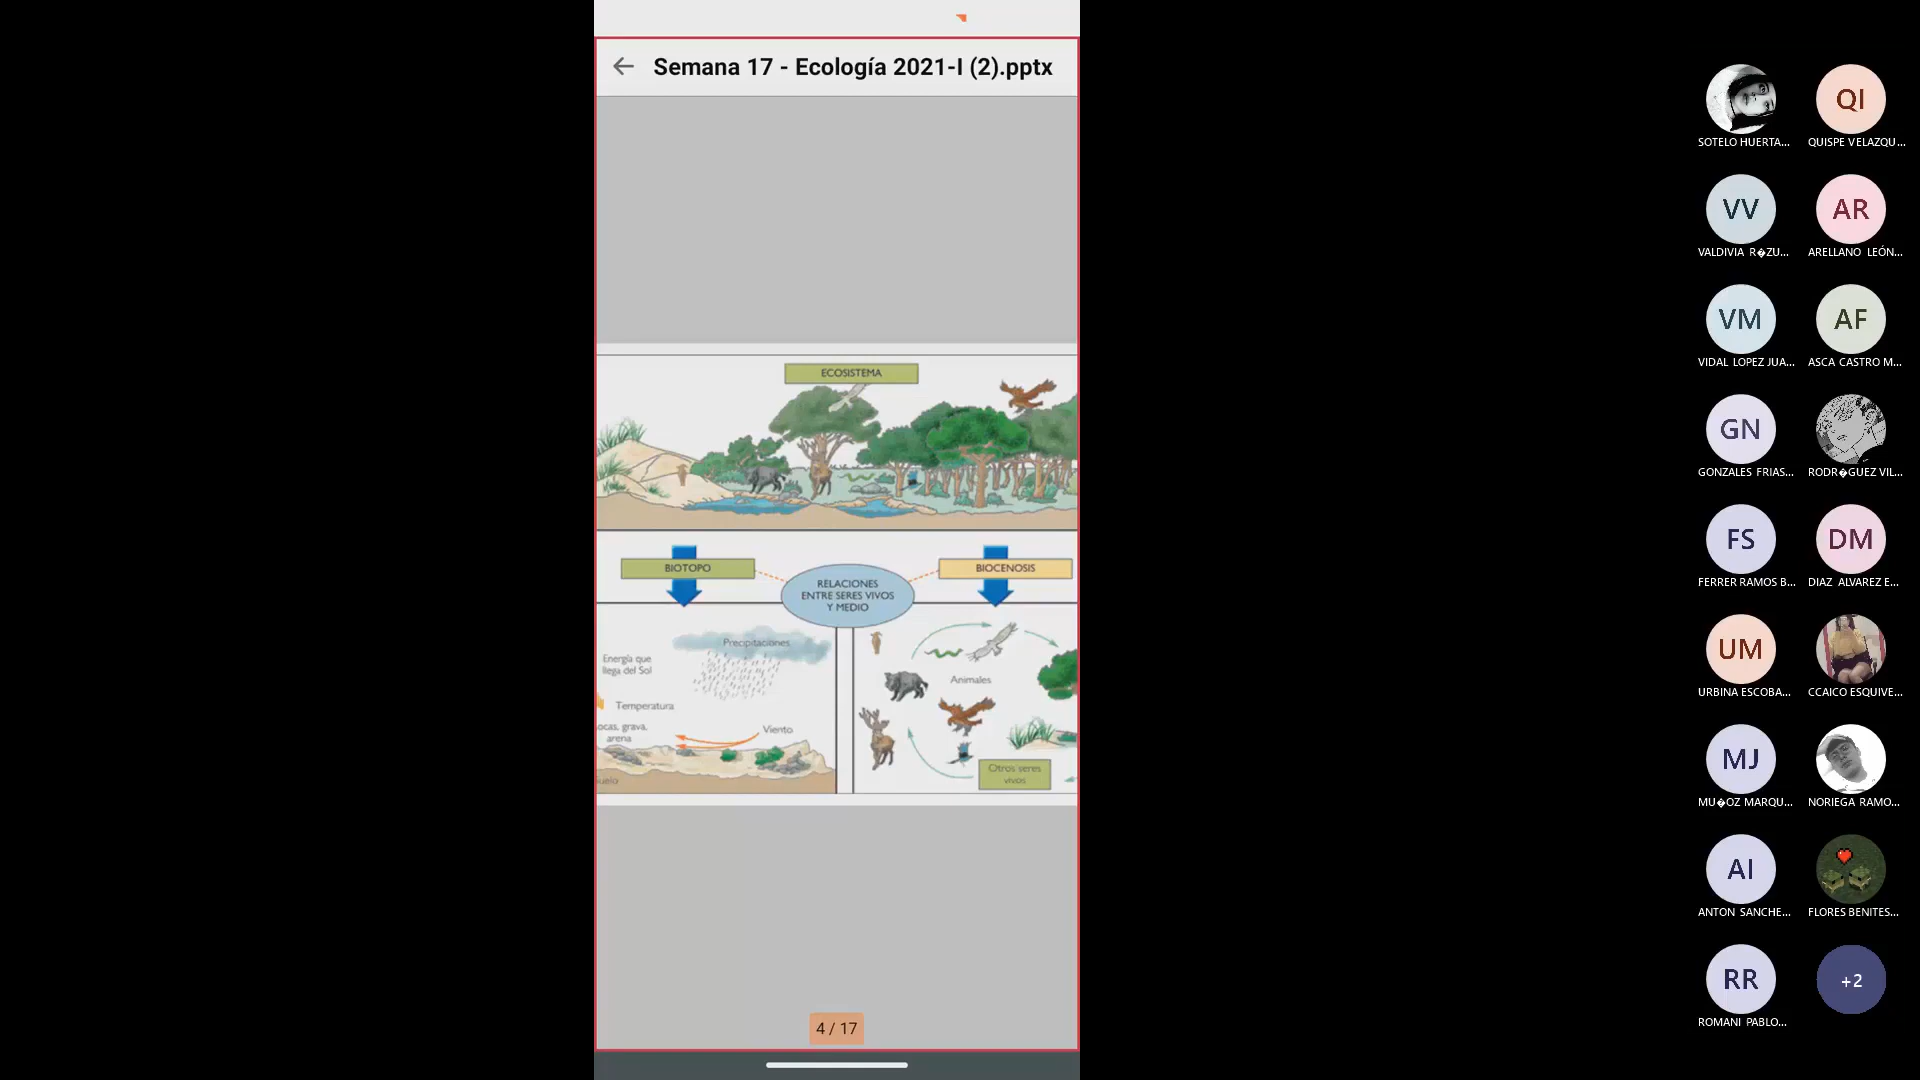 Semana 17 - Ecología 2021-I (2).pptx
ECOSISTEMA
BIOTOPO
BIOCENOSIS
RELACIONES
ENTRE SERES VIVOS
Y MEDIO
Precipitaciones
Energía que
llega del Sol
Temperatura
ocas, grava,
arena
Viento
uelo
Animales
Otros seres
vivos
4 / 17
SOTELO HUERTA...
QI
QUISPE VELAZQU...
VV
VALDIVIA R�ZU...
AR
ARELLANO LEÓN...
VM
VIDAL LOPEZ JUA...
AF
ASCA CASTRO M...
GN
GONZALES FRIAS...
RODR�GUEZ VIL...
FS
FERRER RAMOS B...
DM
DIAZ ALVAREZ E...
UM
URBINA ESCOBA...
CCAICO ESQUIVE...
MJ
MU�OZ MARQU...
NORIEGA RAMO...
AI
ANTON SANCHE...
FLORES BENITES...
RR
ROMANI PABLO...
+2